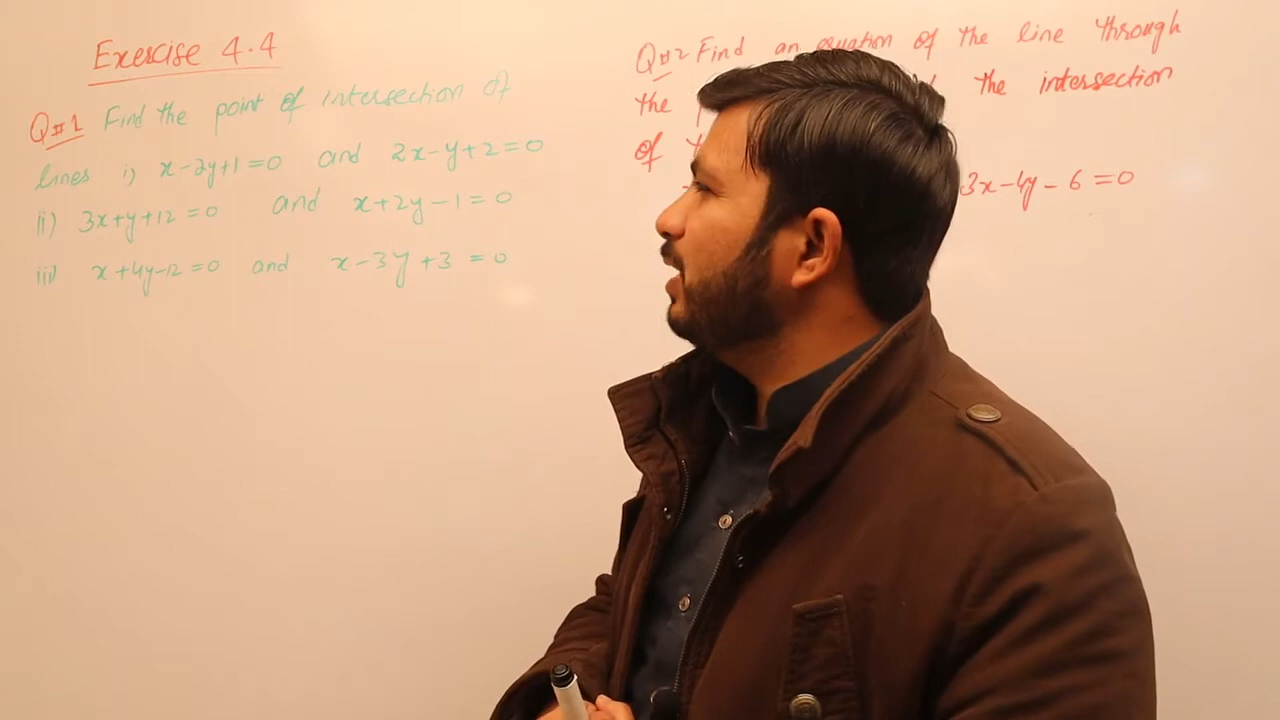 Exercise 4.4
Q#1 Find the point of intersection of
lines i) x-2y+1=0 and 2x-y+2=0
ii) 3x+y+12=0 and x+2y-1=0
iii) x+4y-12=0 and x-3y+3=0
Q#2 Find an equation of the line through
the the intersection
of
3x-4y-6=0